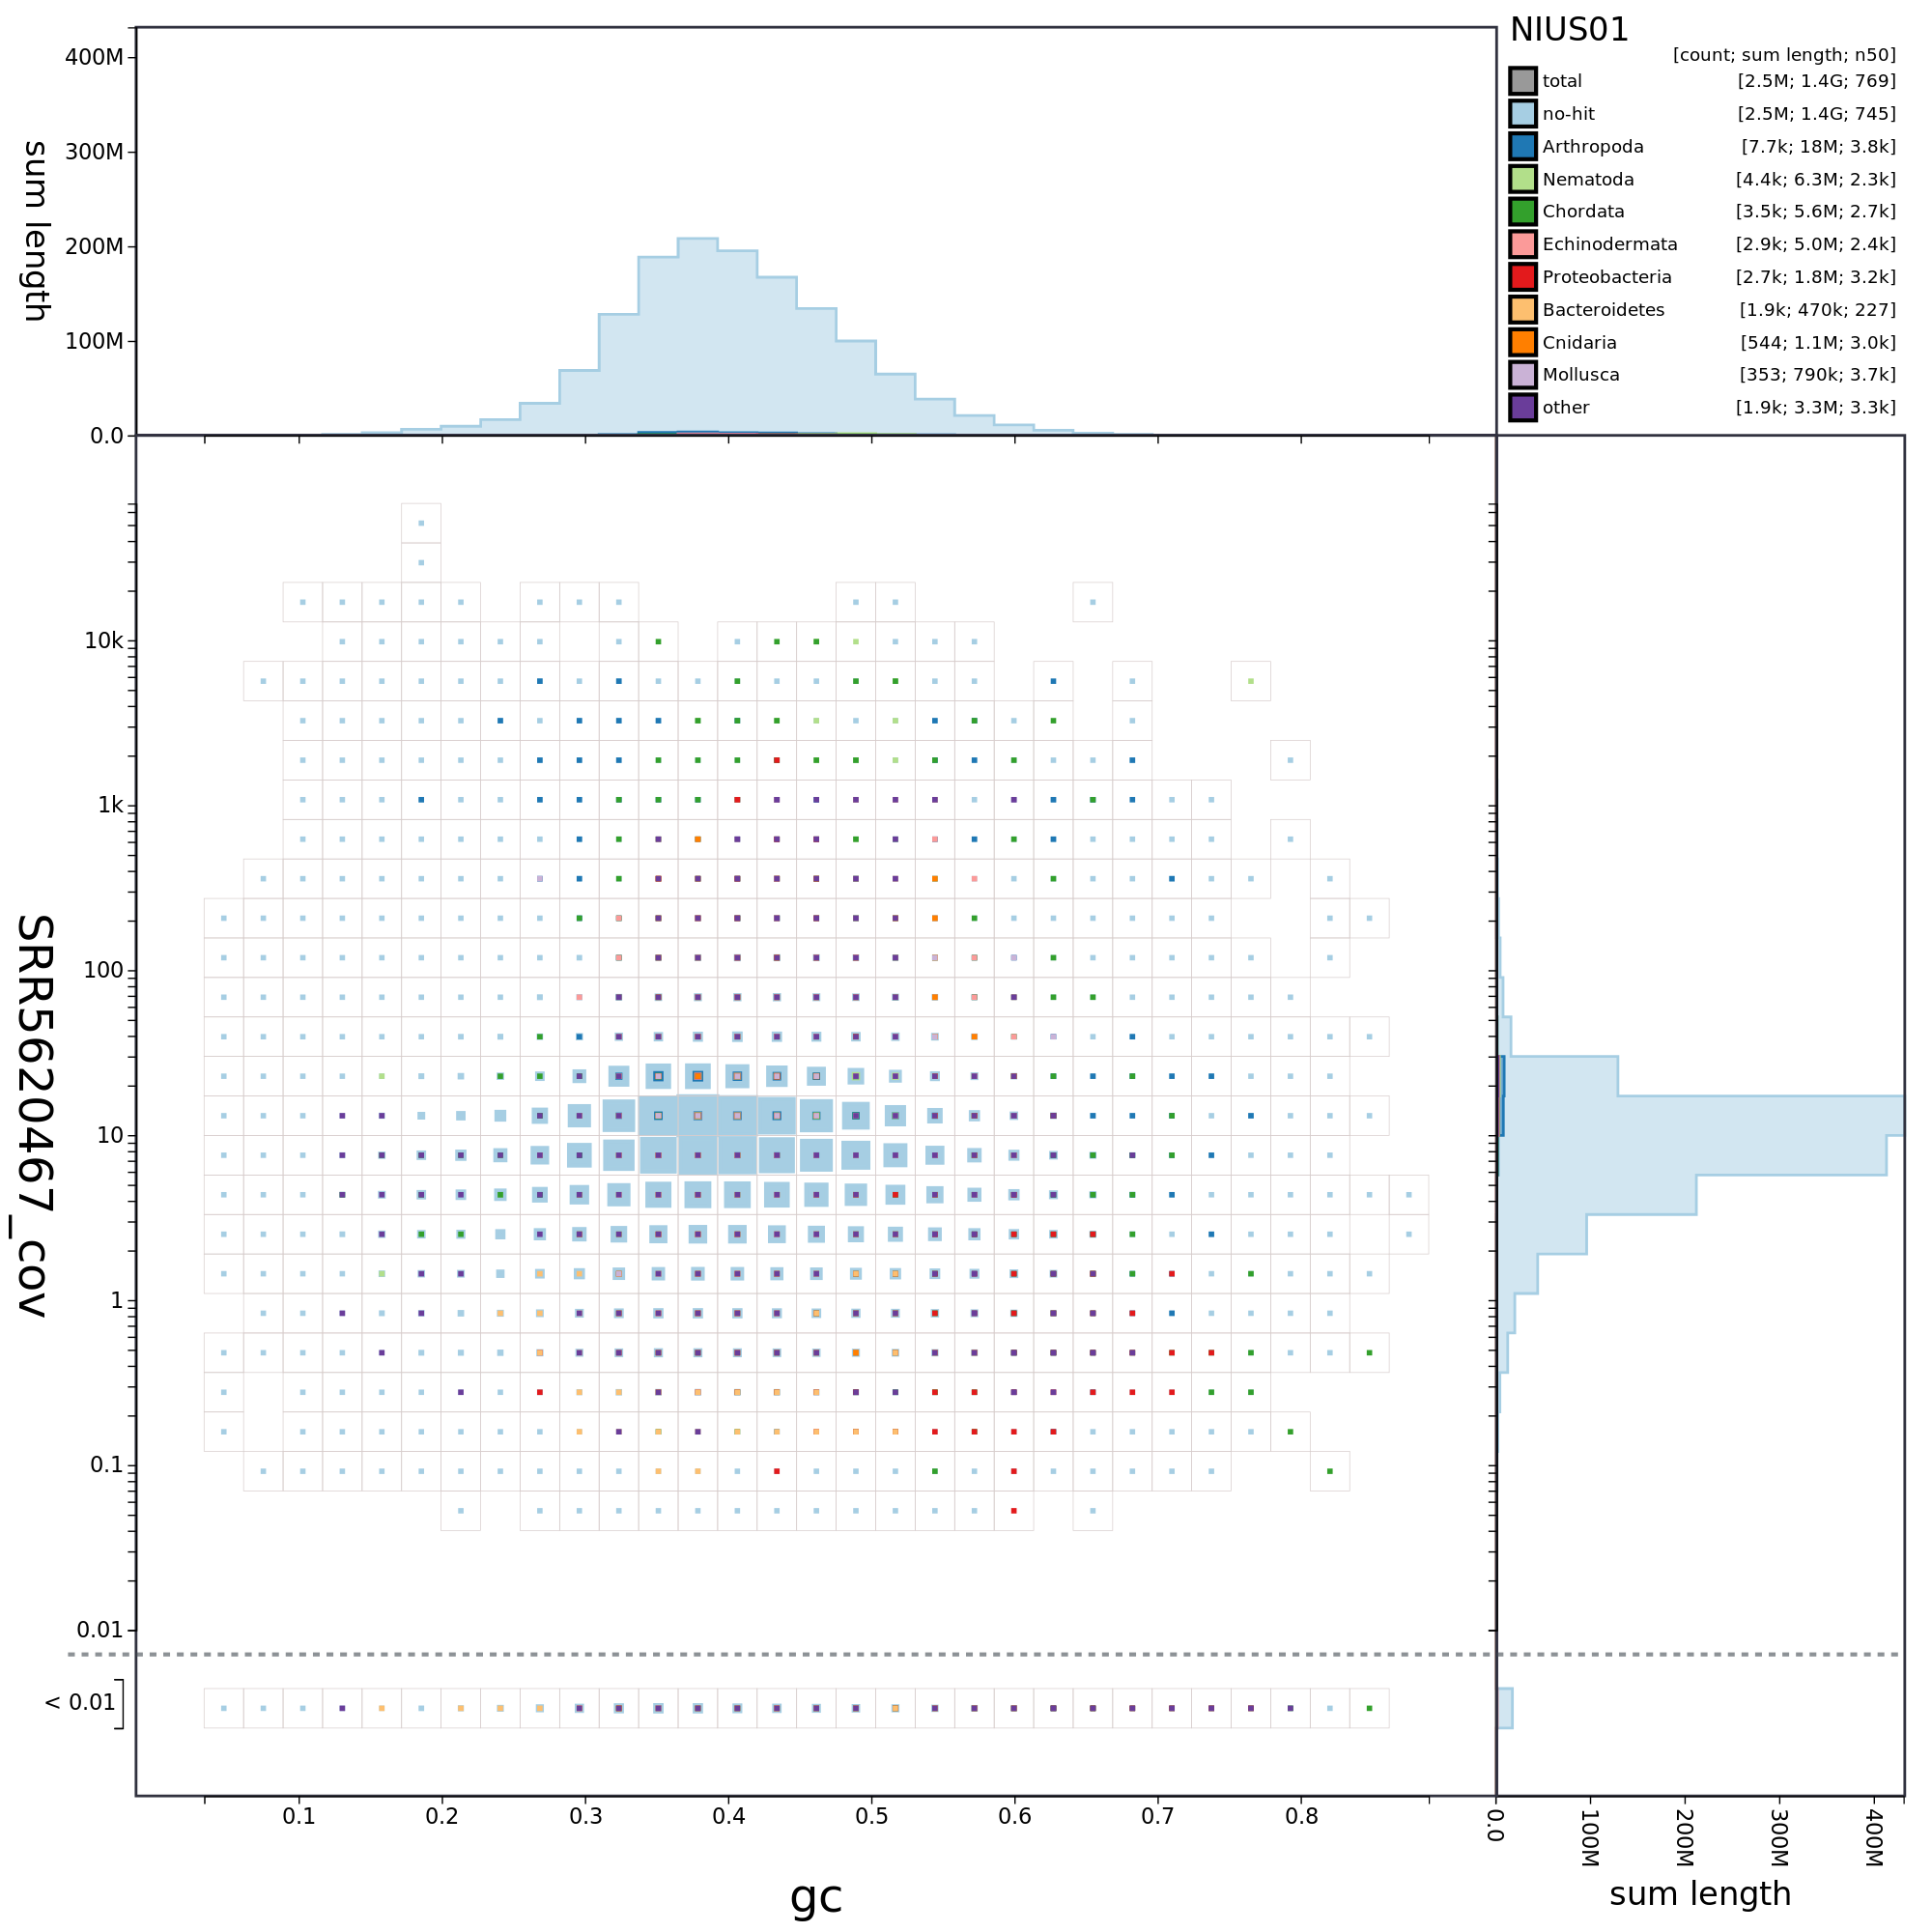 NIUS01
[count; sum length; n50]
total [2.5M; 1.4G; 769]
no-hit [2.5M; 1.4G; 745]
Arthropoda [7.7k; 18M; 3.8k]
Nematoda [4.4k; 6.3M; 2.3k]
Chordata [3.5k; 5.6M; 2.7k]
Echinodermata [2.9k; 5.0M; 2.4k]
Proteobacteria [2.7k; 1.8M; 3.2k]
Bacteroidetes [1.9k; 470k; 227]
Cnidaria [544; 1.1M; 3.0k]
Mollusca [353; 790k; 3.7k]
other [1.9k; 3.3M; 3.3k]
sum length
400M
300M
200M
100M
0.0
SRR5620467_cov
10k
1k
100
10
1
0.1
0.01
< 0.01
0.1 0.2 0.3 0.4 0.5 0.6 0.7 0.8
gc
0.0 100M 200M 300M 400M
sum length